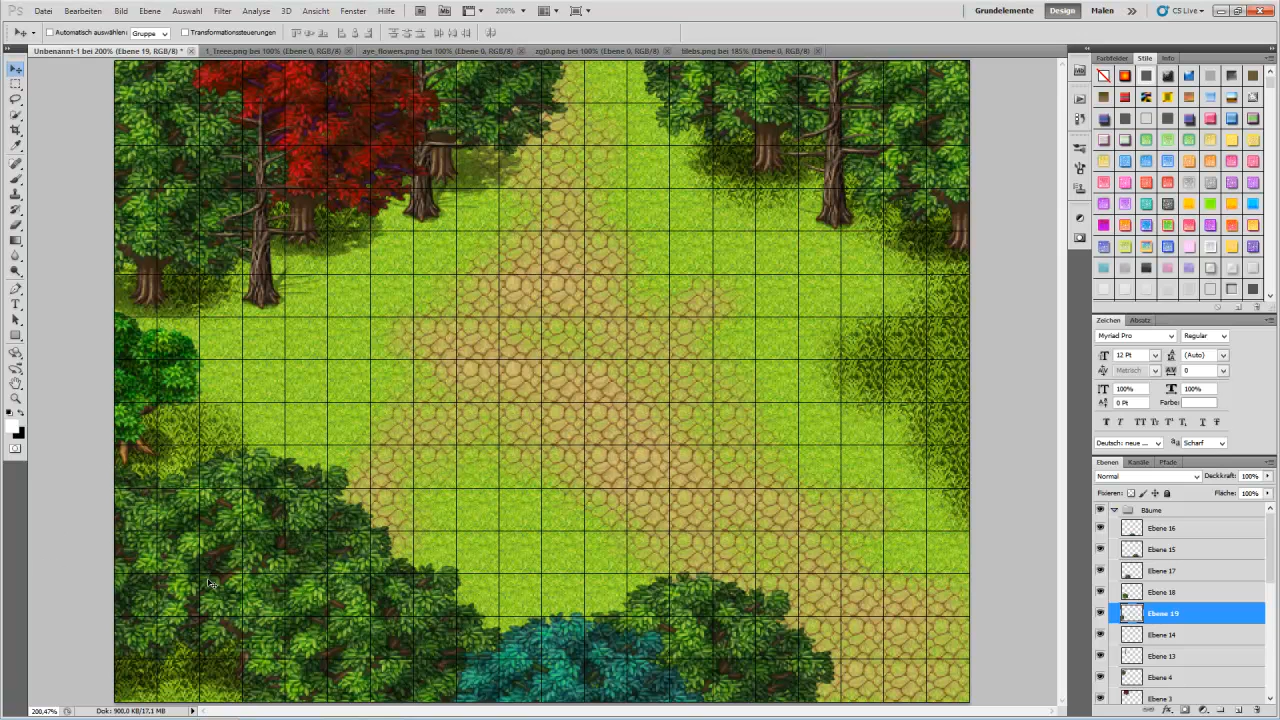 Ps Datei Bearbeiten Bild Ebene Auswahl Filter Analyse 3D Ansicht Fenster Hilfe Br Mb 200% Grundelemente Design Malen CS Live
Automatisch auswählen: Gruppe Transformationssteuerungen
Unbenannt-1 bei 200% (Ebene 19, RGB/8) * 1_Treee.png bei 100% (Ebene 0, RGB/8) aye_flowers.png bei 100% (Ebene 0, RGB/8) zgj0.png bei 100% (Ebene 0, RGB/8) tilebs.png bei 185% (Ebene 0, RGB/8)
Farbfelder Stile Info
Zeichen Absatz
Myriad Pro Regular
12 Pt (Auto)
Metrisch 0
100% 100%
0 Pt Farbe:
Deutsch: neue ... Scharf
Ebenen Kanäle Pfade
Normal Deckkraft: 100%
Fixieren: Fläche: 100%
Bäume
Ebene 16
Ebene 15
Ebene 17
Ebene 18
Ebene 19
Ebene 14
Ebene 13
Ebene 4
Ebene 3
200,47% Dok: 900,0 KB/17,1 MB